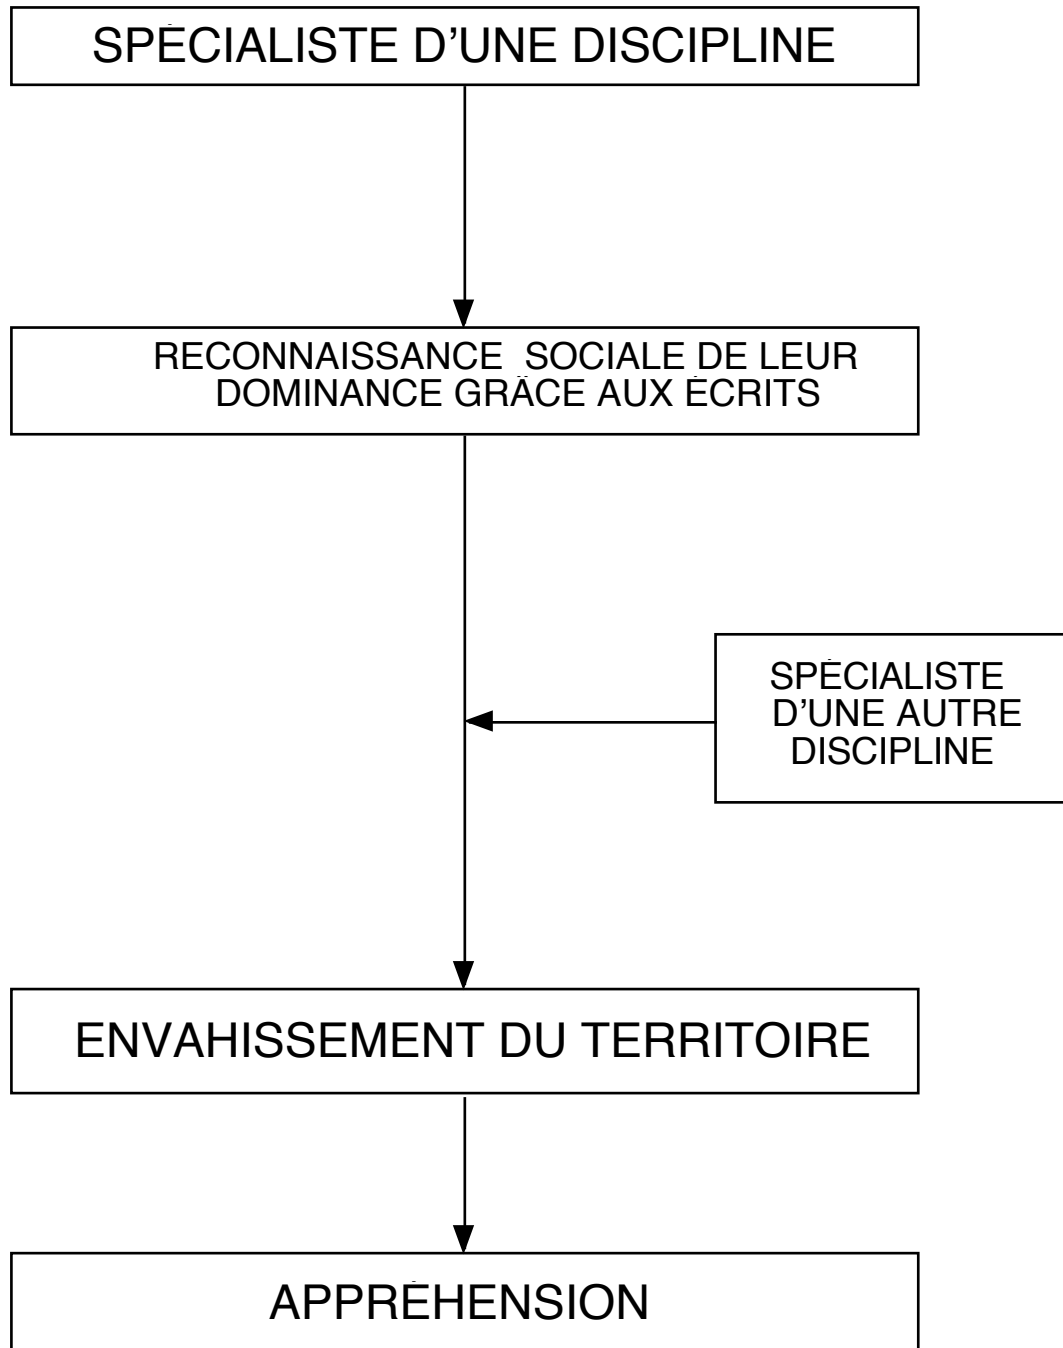 SPÉCIALISTE D'UNE DISCIPLINE
RECONNAISSANCE SOCIALE DE LEUR
DOMINANCE GRÂCE AUX ÉCRITS
SPÉCIALISTE
D'UNE AUTRE
DISCIPLINE
ENVAHISSEMENT DU TERRITOIRE
APPRÉHENSION